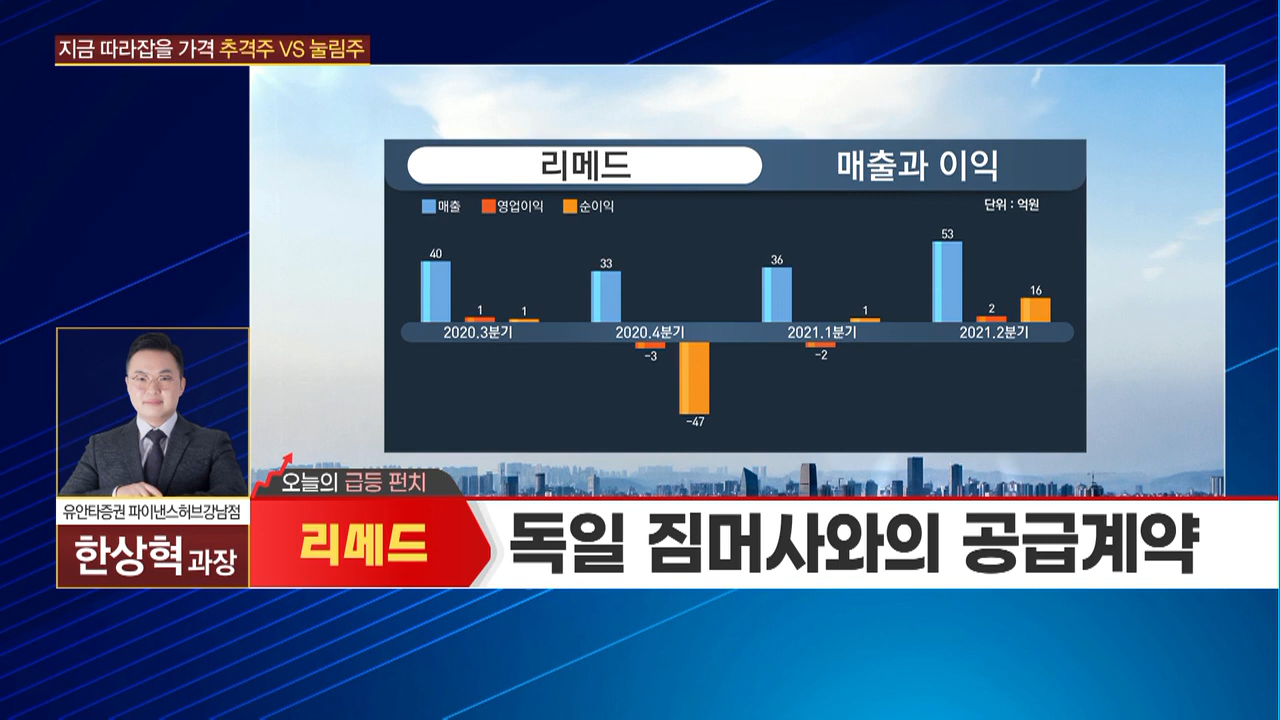 지금 따라잡을 가격 추격주 VS 눌림주
리메드
매출과 이익
매출 영업이익 순이익
단위 : 억원
40 1 1
33 -3 -47
36 -2 1
53 2 16
2020.3분기 2020.4분기 2021.1분기 2021.2분기
오늘의 급등 펀치
리메드
독일 짐머사와의 공급계약
유안타증권 파이낸스허브강남점
한상혁 과장